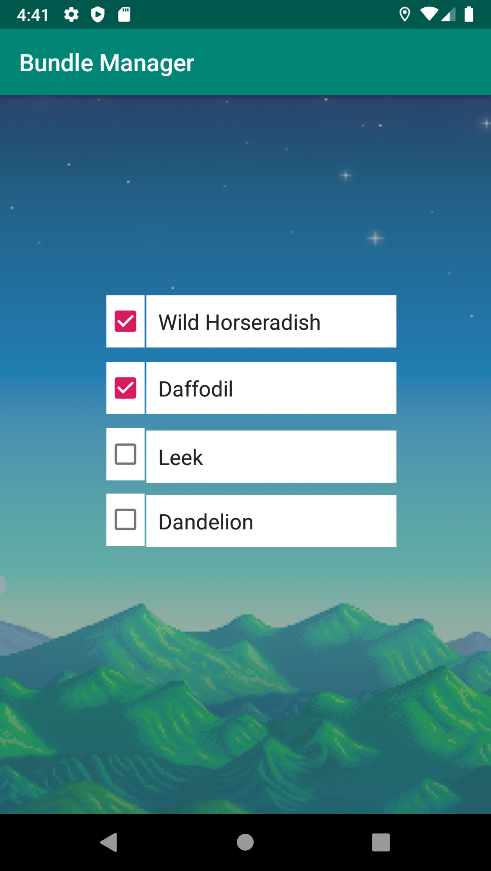 4:41
Bundle Manager
Wild Horseradish
Daffodil
Leek
Dandelion